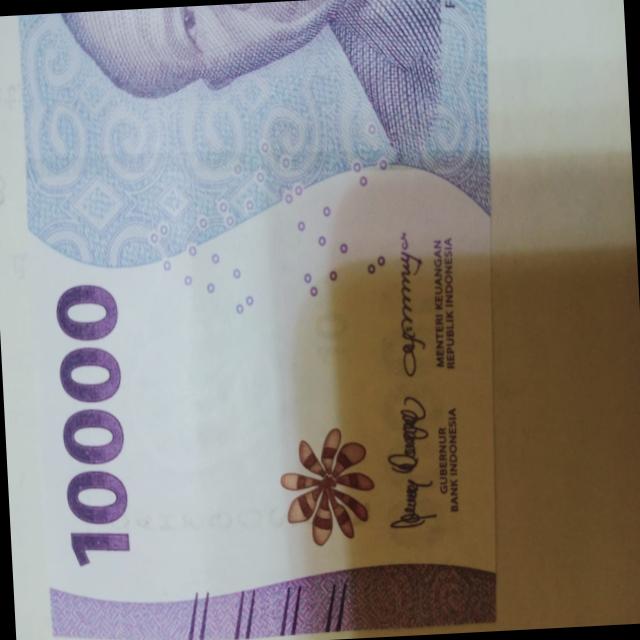 10000
MENTERI KEUANGAN
REPUBLIK INDONESIA
GUBERNUR
BANK INDONESIA